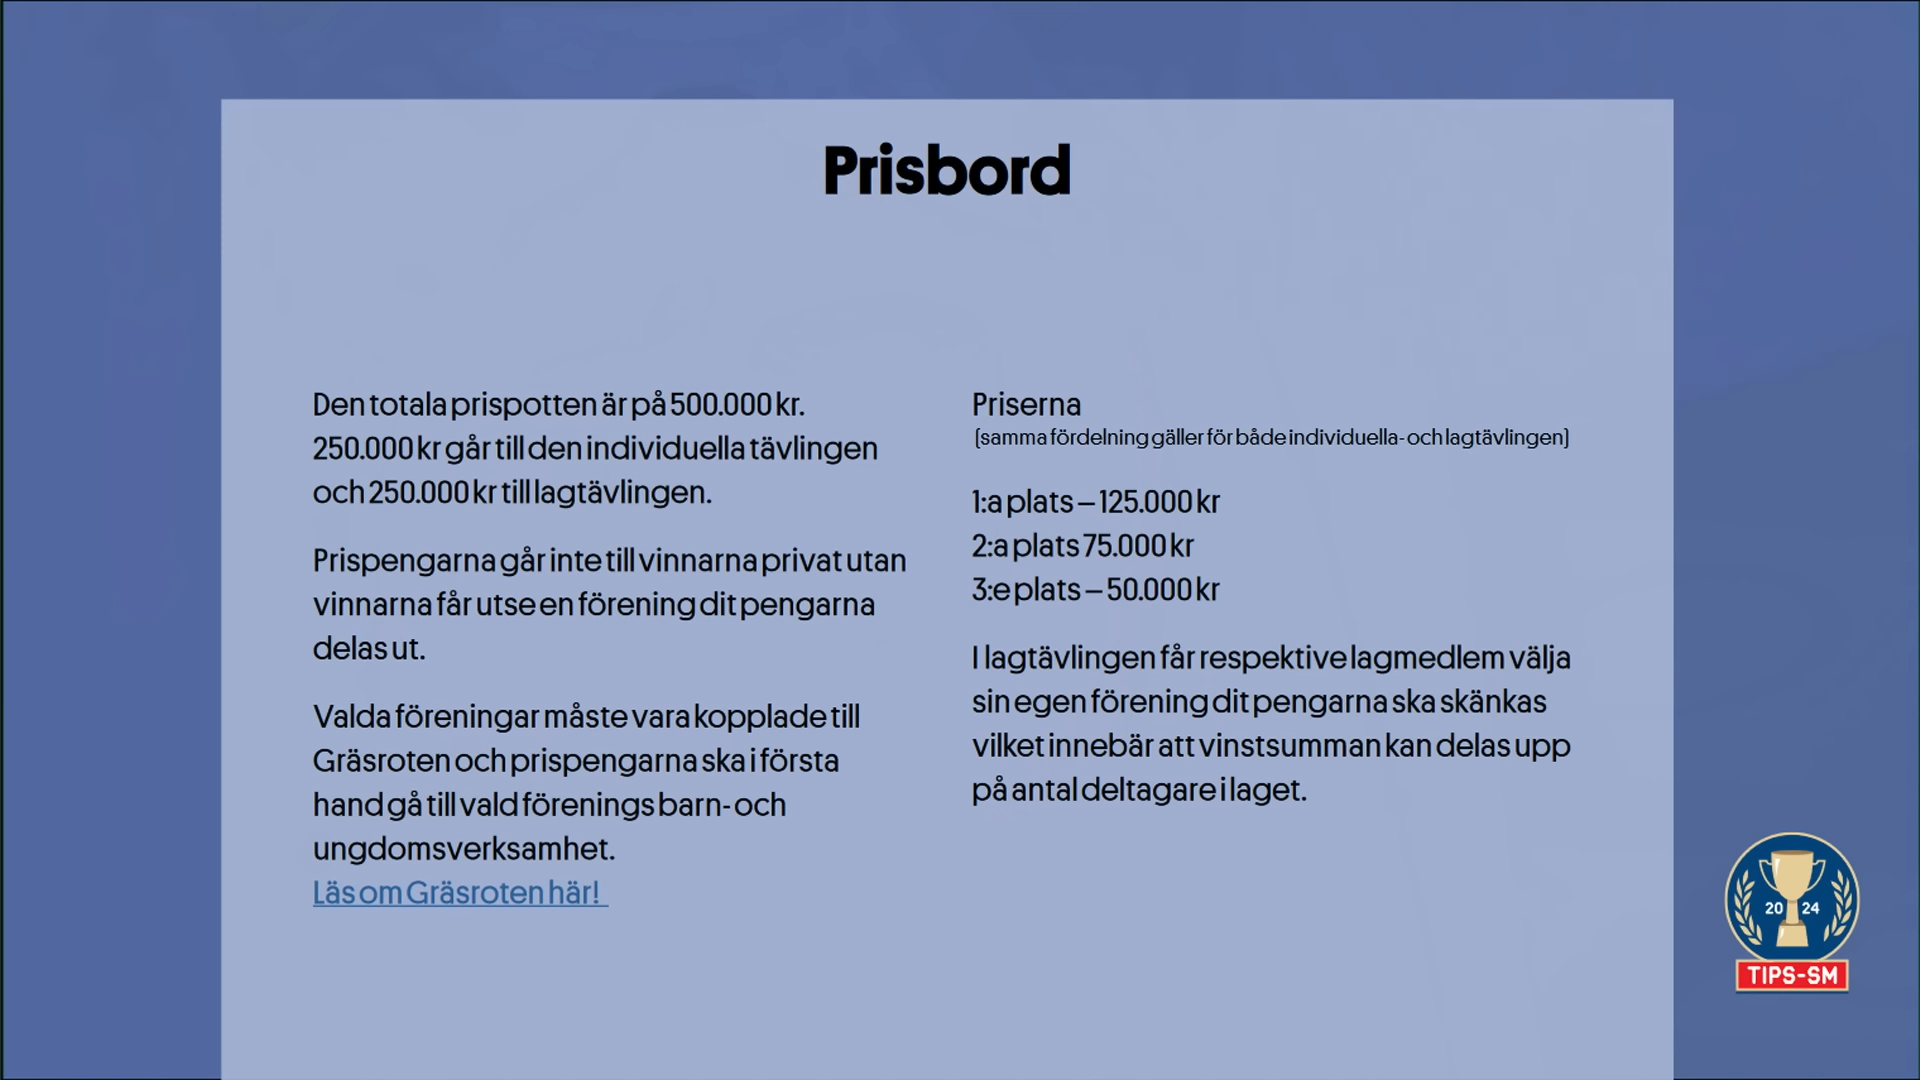 Prisbord
Den totala prispotten är på 500.000 kr.
250.000 kr går till den individuella tävlingen
och 250.000 kr till lagtävlingen.
Prispengarna går inte till vinnarna privat utan
vinnarna får utse en förening dit pengarna
delas ut.
Valda föreningar måste vara kopplade till
Gräsroten och prispengarna ska i första
hand gå till vald förenings barn- och
ungdomsverksamhet.
Läs om Gräsroten här!
Priserna
(samma fördelning gäller för både individuella- och lagtävlingen)
1:a plats – 125.000 kr
2:a plats 75.000 kr
3:e plats – 50.000 kr
I lagtävlingen får respektive lagmedlem välja
sin egen förening dit pengarna ska skänkas
vilket innebär att vinstsumman kan delas upp
på antal deltagare i laget.
20 24
TIPS-SM